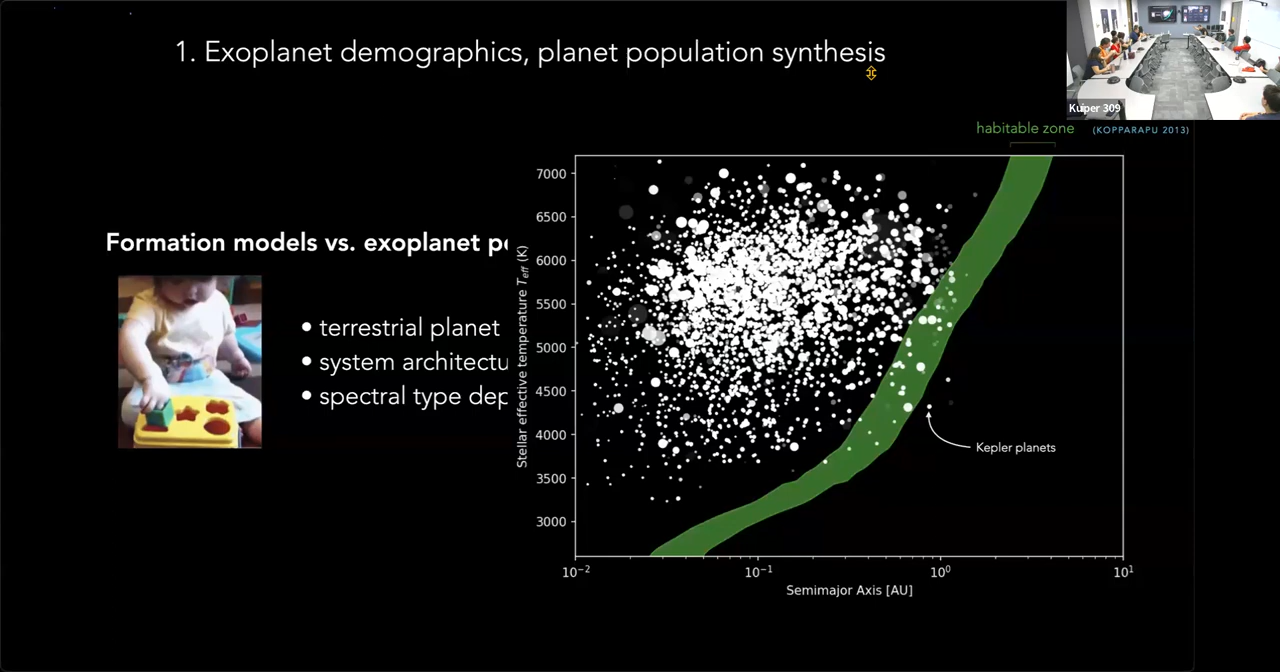 1. Exoplanet demographics, planet population synthesis
Kuiper 309
habitable zone (KOPPARAPU 2013)
Formation models vs. exoplanet po
• terrestrial planet
• system architectu
• spectral type dep
Stellar effective temperature Teff (K)
7000
6500
6000
5500
5000
4500
4000
3500
3000
Kepler planets
10⁻² 10⁻¹ 10⁰ 10¹
Semimajor Axis [AU]